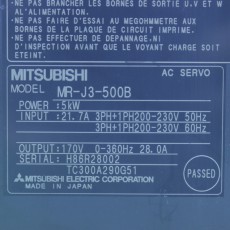 NE PAS BRANCHER LES BORNES DE SORTIE U,V ET W
AL'ALIMENTATION.
NE PAS FAIRE D'ESSAI AU MEGOHMMETRE AUX
BORNES DE LA PLAQUE DE CIRCUIT IMPRIME.
・NE PAS EFFECTUER DE DEPANNAGE,NI
D'INSPECTION AVANT QUE LE VOYANT CHARGE SOIT
ETEINT.
MITSUBISHI AC SERVO
MODEL MR-J3-500B
POWER :5kW
INPUT :21.7A 3PH+1PH200-230V 50Hz
3PH+1PH200-230V 60Hz
OUTPUT:170V 0-360Hz 28.0A
SERIAL:H86R28002
TC300A290G51
MITSUBISHI ELECTRIC CORPORATION
MADE IN JAPAN
PASSED